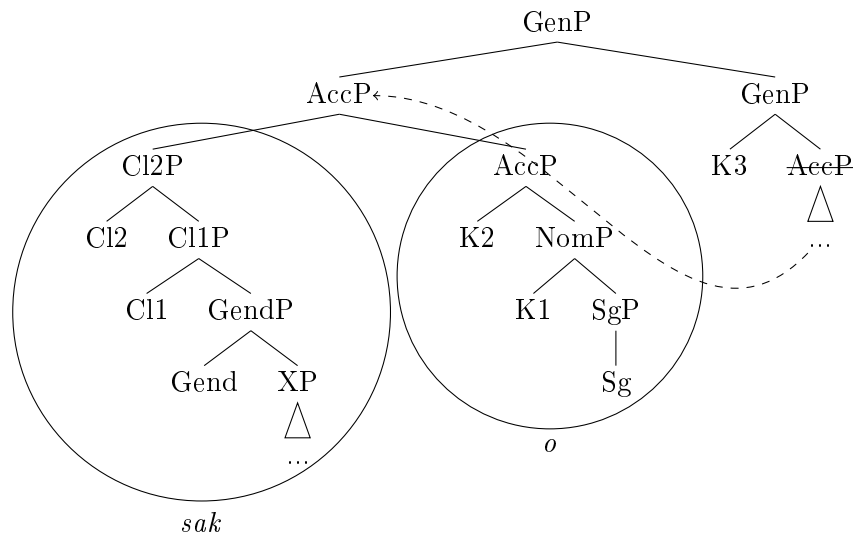 GenP
AccP GenP
Cl2P AccP K3 AccP
Cl2 Cl1P K2 NomP ...
Cl1 GendP K1 SgP
Gend XP Sg
... o
sak